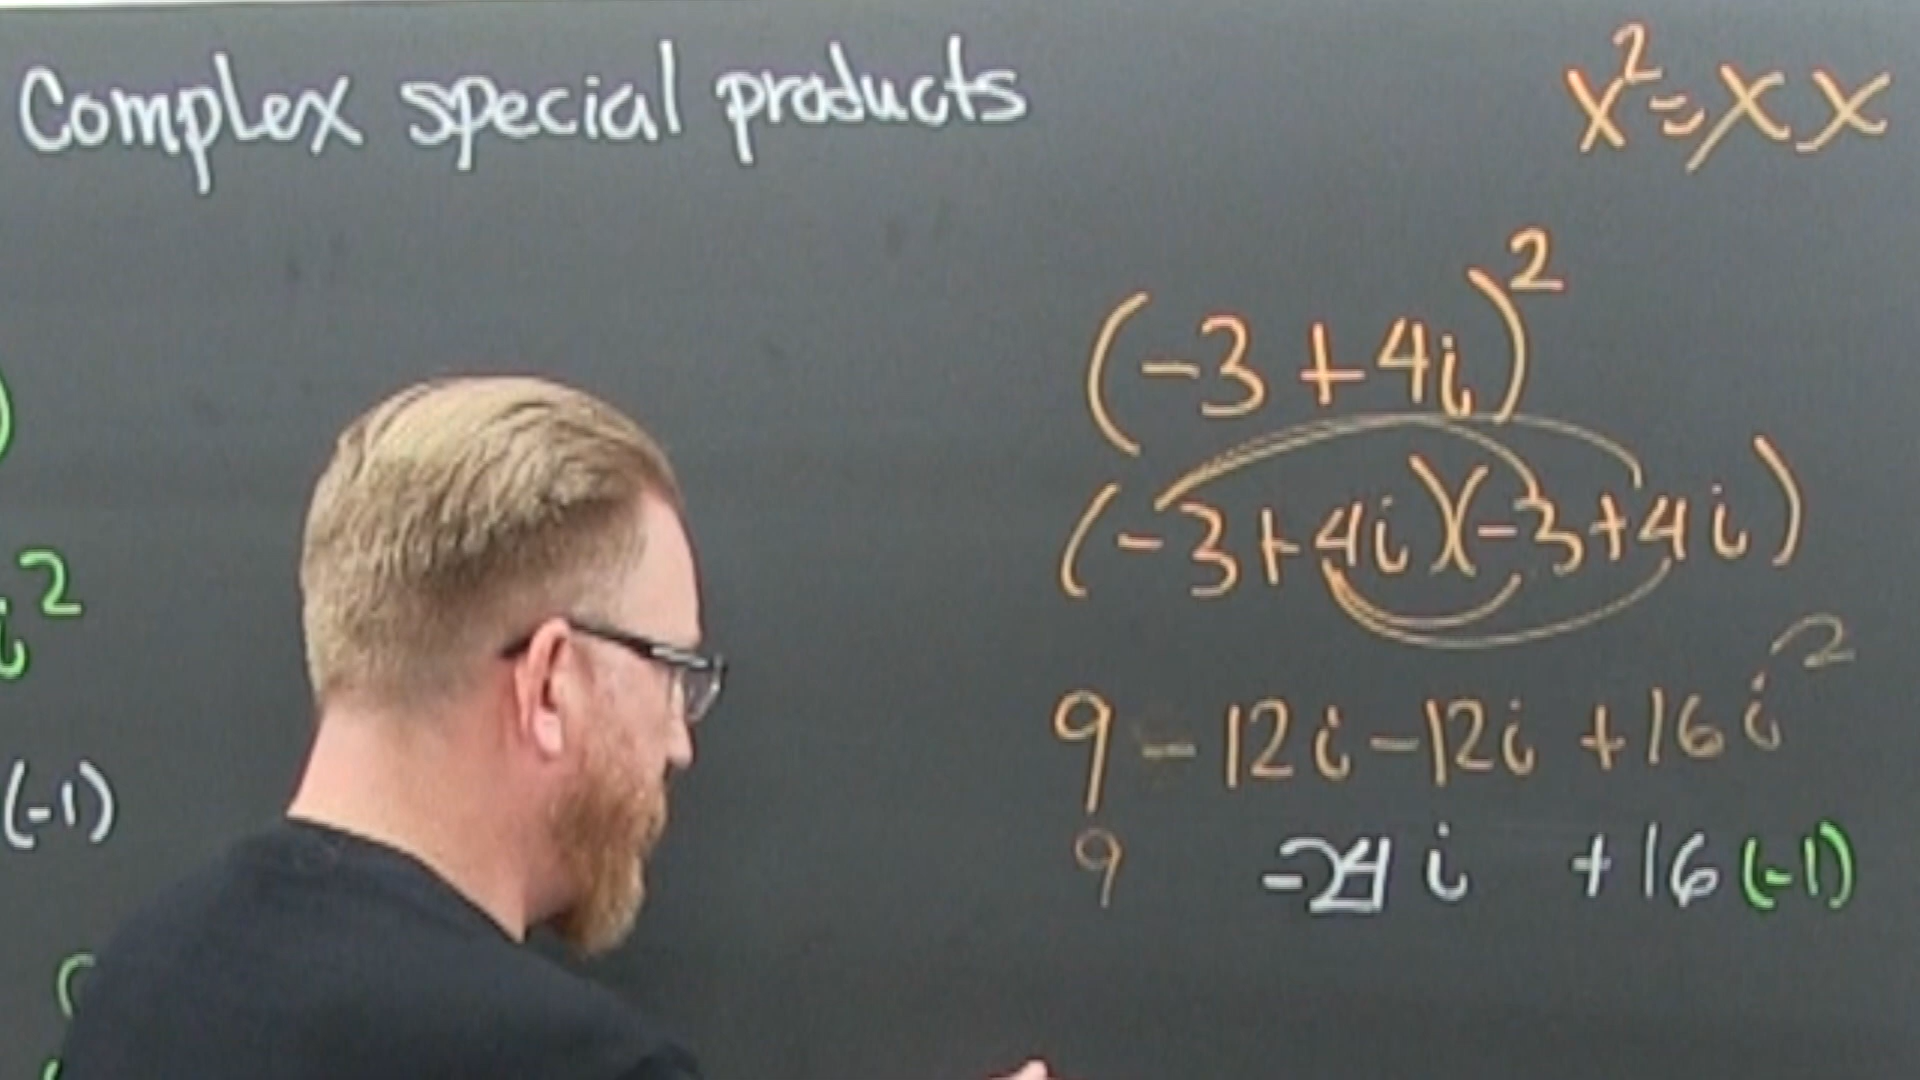 Complex special products
x²=xx
(-3+4i)²
(-3+4i)(-3+4i)
9-12i-12i+16i²
9 -24i +16(-1)
)
i²
(-1)